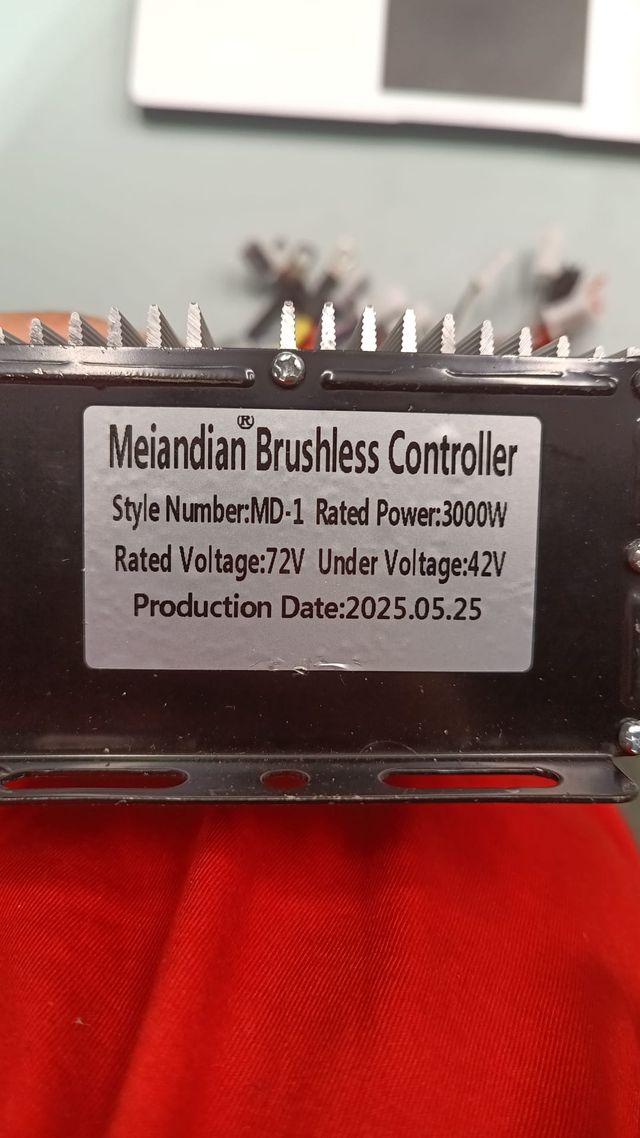 Meiandian® Brushless Controller
Style Number:MD-1 Rated Power:3000W
Rated Voltage:72V Under Voltage:42V
Production Date:2025.05.25